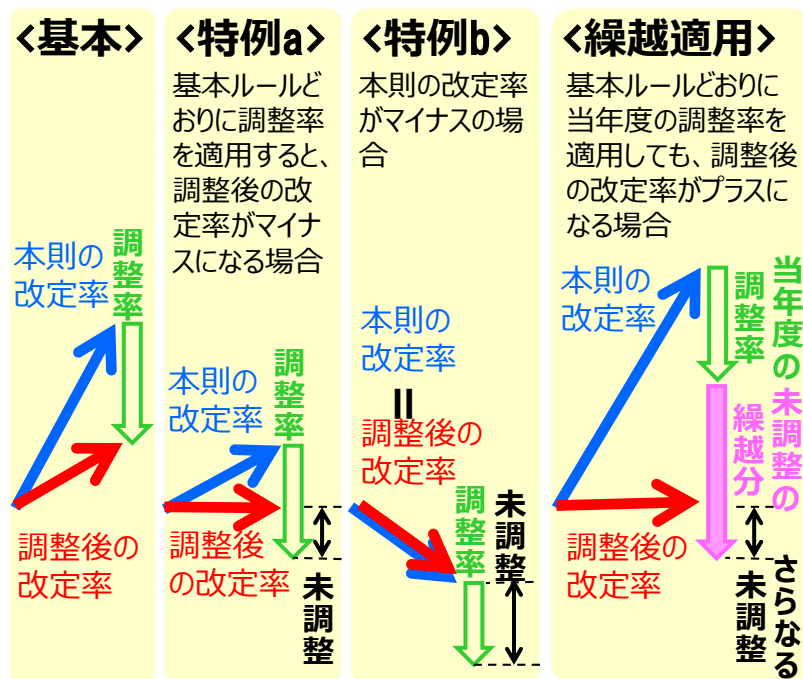 <基本>
本則の
改定率
調整率
調整後の
改定率
<特例a>
基本ルールど
おりに調整率
を適用すると、
調整後の改
定率がマイナ
スになる場合
本則の
改定率
調整率
調整後
の改定率
未調整
<特例b>
本則の改定率
がマイナスの場
合
本則の
改定率
=
調整後の
改定率
調整率
未調整
<繰越適用>
基本ルールどおりに
当年度の調整率を
適用しても、調整後
の改定率がプラスに
なる場合
本則の
改定率
当年度の
調整率
未調整の
繰越分
調整後の
改定率
さらなる
未調整